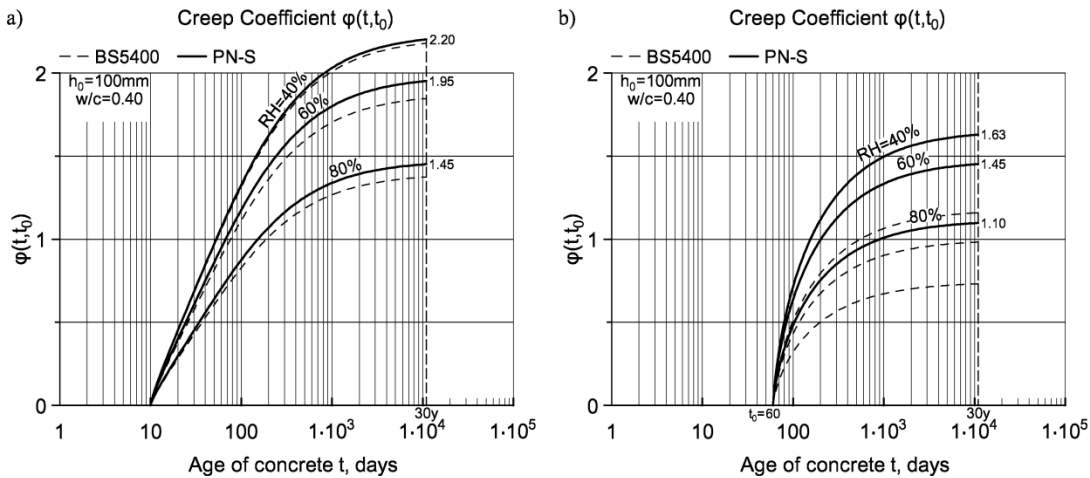 a)
Creep Coefficient φ(t,t₀)
BS5400 PN-S
h₀=100mm
w/c=0.40
RH=40%
60%
80%
2.20
1.95
1.45
2
1
0
φ(t,t₀)
30y
1 10 100 1·10³ 1·10⁴ 1·10⁵
Age of concrete t, days
b)
Creep Coefficient φ(t,t₀)
BS5400 PN-S
h₀=100mm
w/c=0.40
RH=40%
60%
80%
1.63
1.45
1.10
2
1
0
φ(t,t₀)
t₀=60
30y
1 10 100 1·10³ 1·10⁴ 1·10⁵
Age of concrete t, days